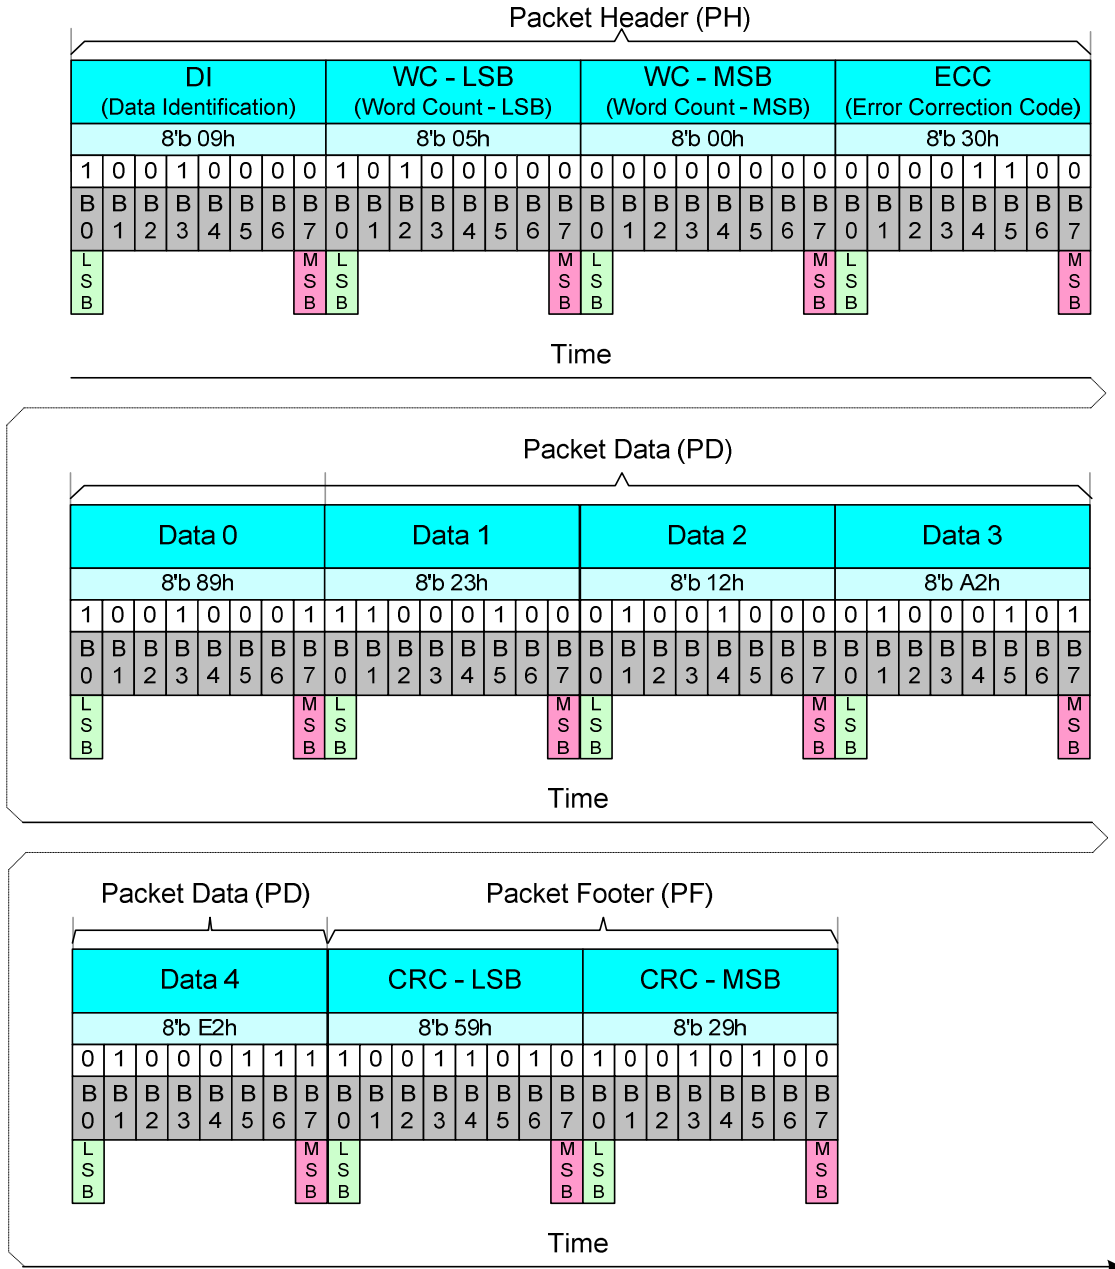 Packet Header (PH)
DI WC - LSB WC - MSB ECC
(Data Identification) (Word Count - LSB) (Word Count - MSB) (Error Correction Code)
8'b 09h 8'b 05h 8'b 00h 8'b 30h
1 0 0 1 0 0 0 0 1 0 1 0 0 0 0 0 0 0 0 0 0 0 0 0 0 0 0 0 1 1 0 0
B0 B1 B2 B3 B4 B5 B6 B7 B0 B1 B2 B3 B4 B5 B6 B7 B0 B1 B2 B3 B4 B5 B6 B7 B0 B1 B2 B3 B4 B5 B6 B7
LSB MSB LSB MSB LSB MSB LSB MSB
Time
Packet Data (PD)
Data 0 Data 1 Data 2 Data 3
8'b 89h 8'b 23h 8'b 12h 8'b A2h
1 0 0 1 0 0 0 1 1 1 0 0 0 1 0 0 0 1 0 0 1 0 0 0 0 1 0 0 0 1 0 1
B0 B1 B2 B3 B4 B5 B6 B7 B0 B1 B2 B3 B4 B5 B6 B7 B0 B1 B2 B3 B4 B5 B6 B7 B0 B1 B2 B3 B4 B5 B6 B7
LSB MSB LSB MSB LSB MSB LSB MSB
Time
Packet Data (PD) Packet Footer (PF)
Data 4 CRC - LSB CRC - MSB
8'b E2h 8'b 59h 8'b 29h
0 1 0 0 0 1 1 1 1 0 0 1 1 0 1 0 1 0 0 1 0 1 0 0
B0 B1 B2 B3 B4 B5 B6 B7 B0 B1 B2 B3 B4 B5 B6 B7 B0 B1 B2 B3 B4 B5 B6 B7
LSB MSB LSB MSB LSB MSB
Time